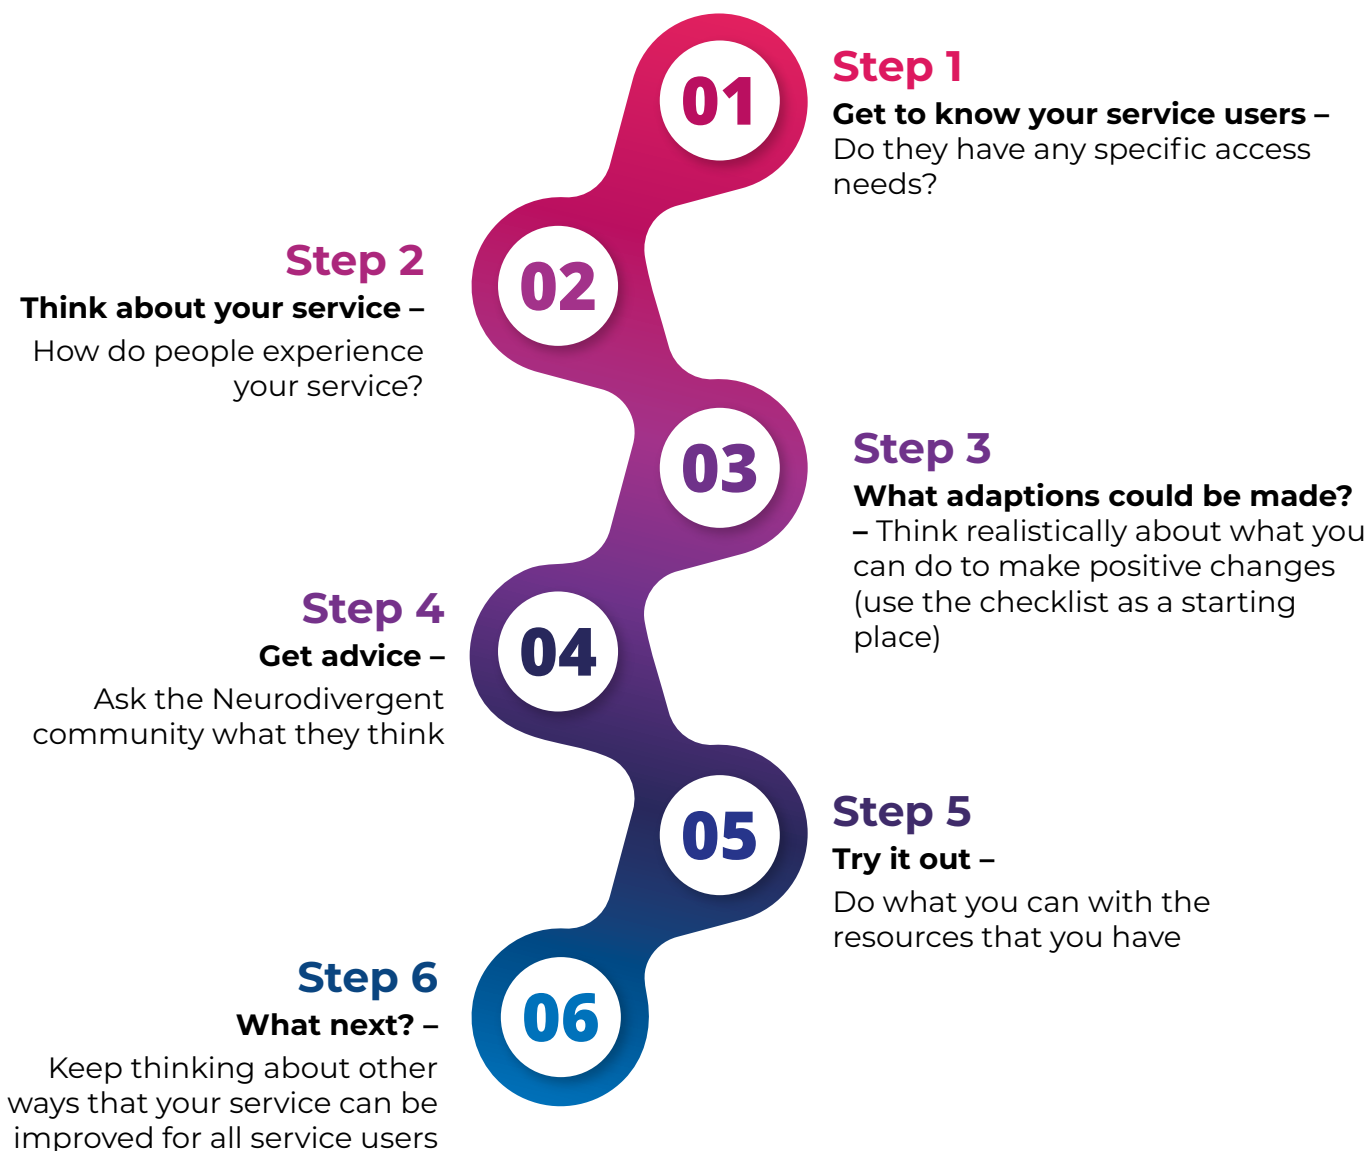 01
Step 1
Get to know your service users –
Do they have any specific access
needs?
Step 2
Think about your service –
How do people experience
your service?
02
03
Step 3
What adaptions could be made?
– Think realistically about what you
can do to make positive changes
(use the checklist as a starting
place)
Step 4
Get advice –
Ask the Neurodivergent
community what they think
04
05
Step 5
Try it out –
Do what you can with the
resources that you have
Step 6
What next? –
Keep thinking about other
ways that your service can be
improved for all service users
06